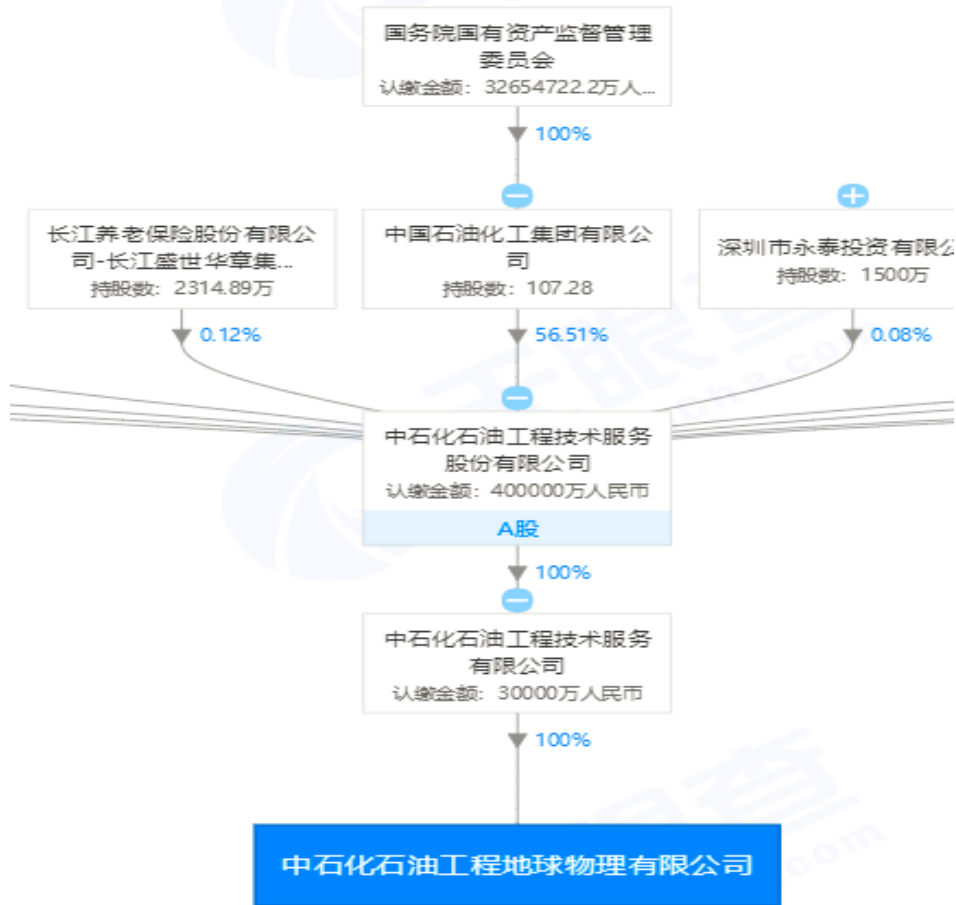 国务院国有资产监督管理
委员会
认缴金额：32654722.2万人...
100%
长江养老保险股份有限公
司-长江盛世华章集...
持股数：2314.89万
中国石油化工集团有限公
司
持股数：107.28
深圳市永泰投资有限公
持股数：1500万
0.12%
56.51%
0.08%
中石化石油工程技术服务
股份有限公司
认缴金额：400000万人民币
A股
100%
中石化石油工程技术服务
有限公司
认缴金额：30000万人民币
100%
中石化石油工程地球物理有限公司
天眼查